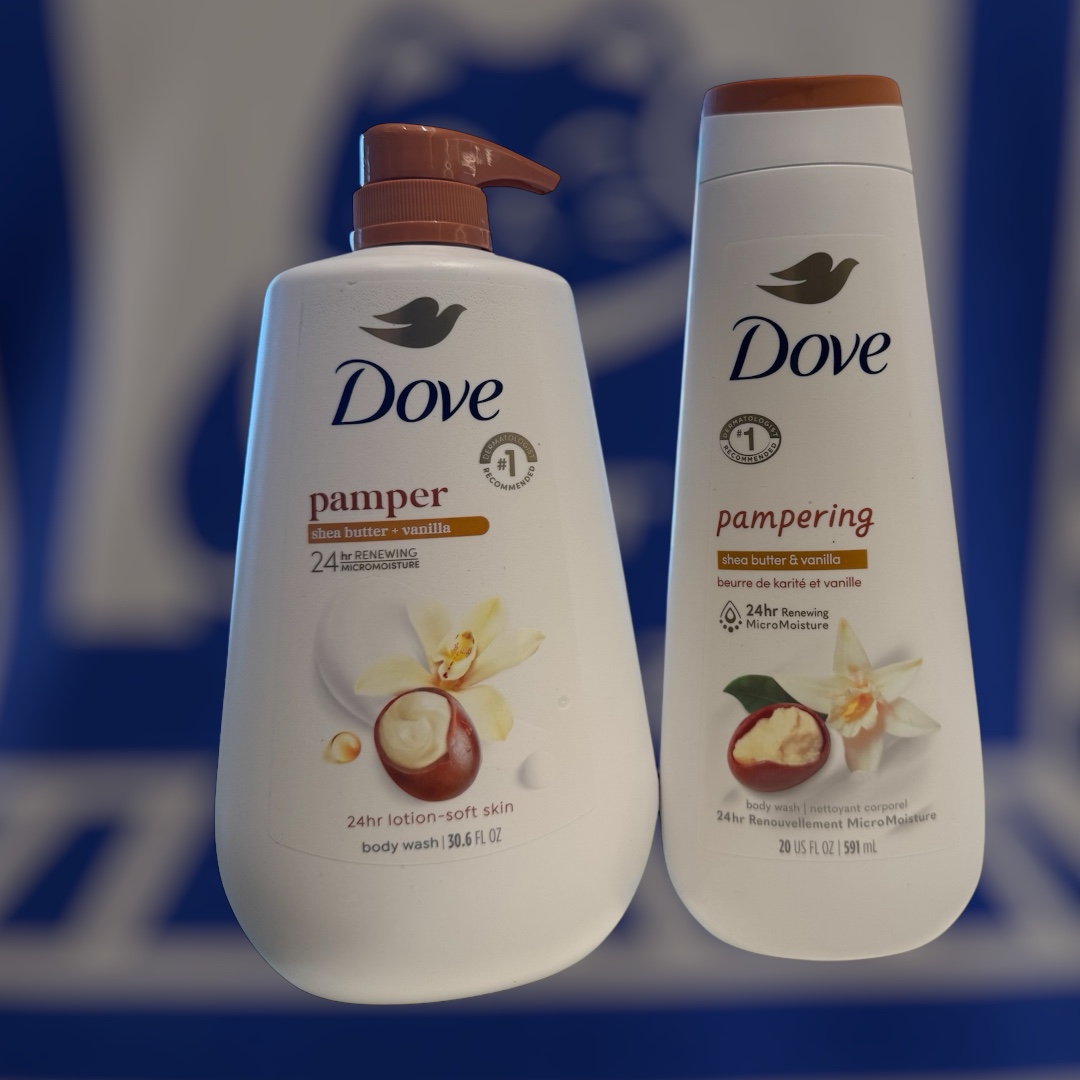 Dove
DERMATOLOGIST
#1
RECOMMENDED
pamper
shea butter + vanilla
24 hr RENEWING
MICROMOISTURE
24hr lotion-soft skin
body wash | 30.6 FL OZ
Dove
DERMATOLOGIST
#1
RECOMMENDED
pampering
shea butter & vanilla
beurre de karité et vanille
24hr Renewing
MicroMoisture
body wash | nettoyant corporel
24hr Renouvellement MicroMoisture
20 US FL OZ | 591 mL